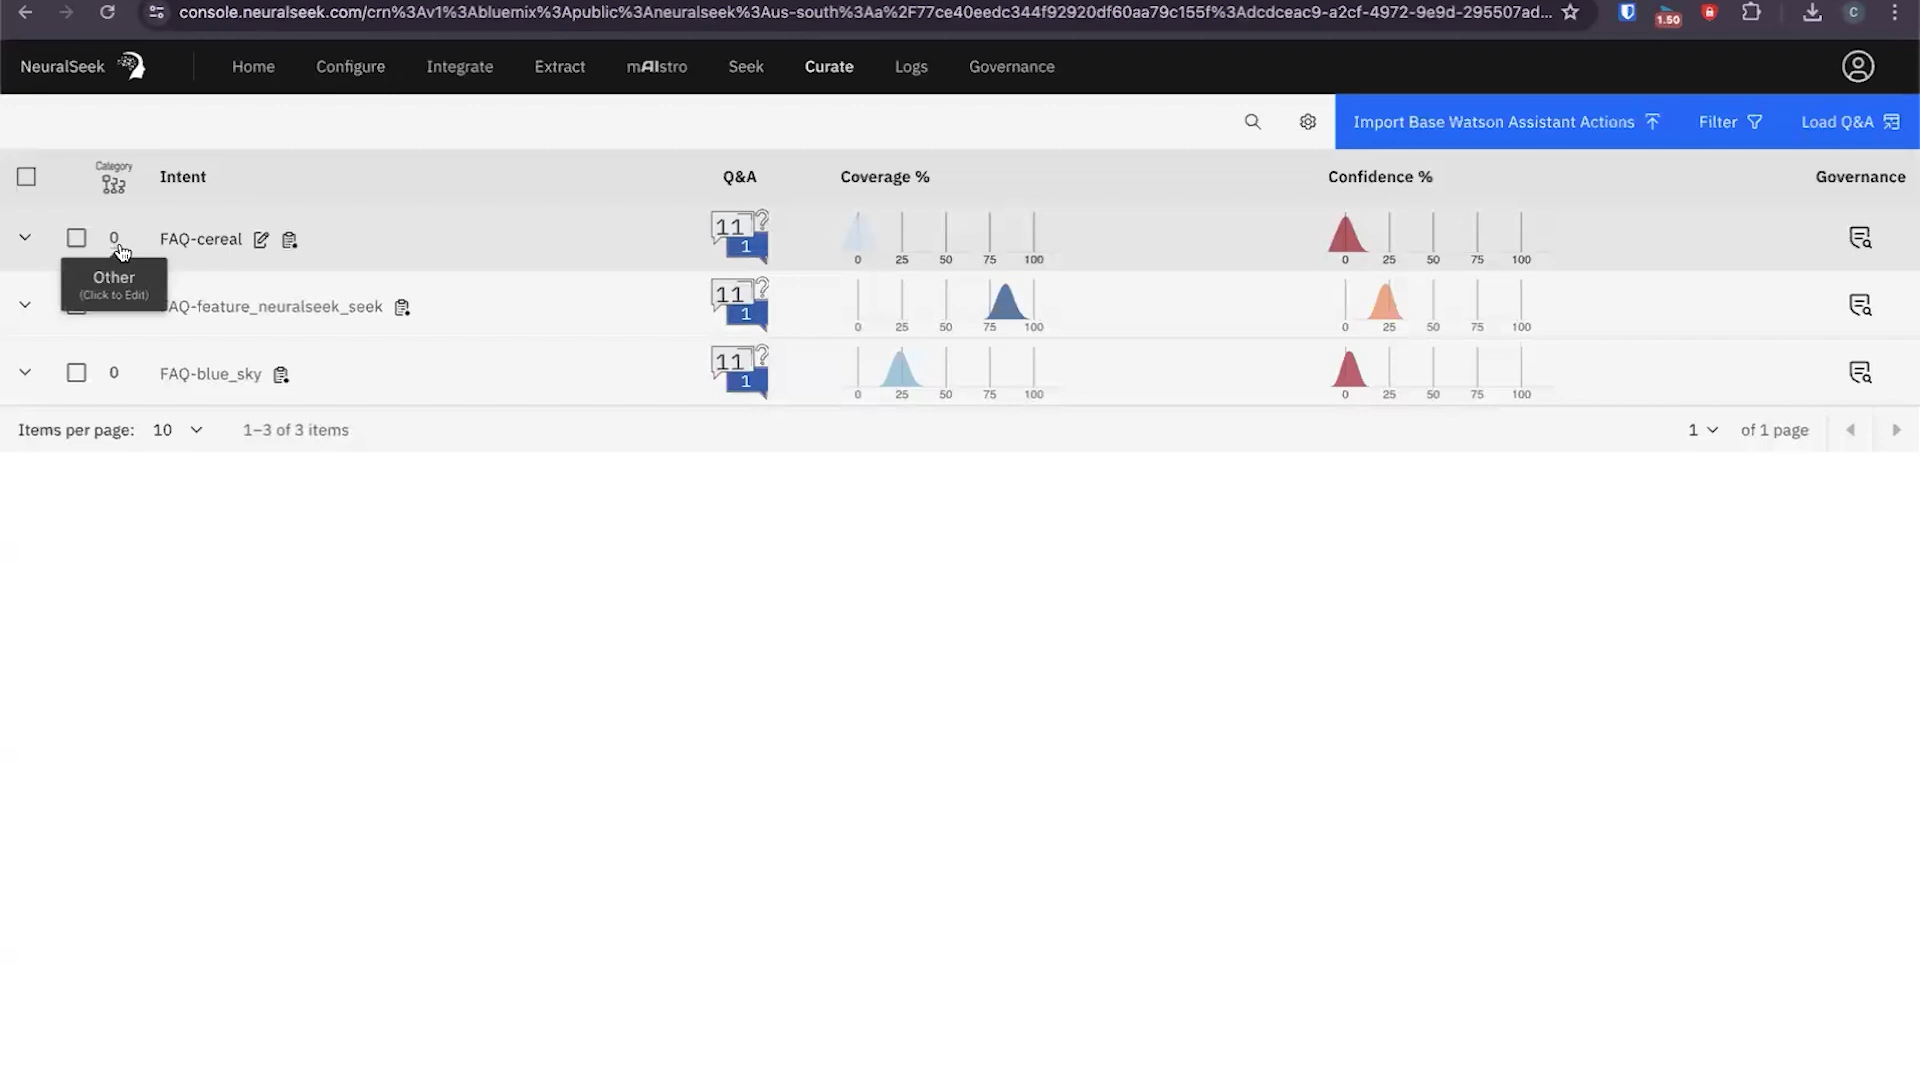 console.neuralseek.com/crn%3Av1%3Abluemix%3Apublic%3Aneuralseek%3Aus-south%3Aa%2F77ce40eedc344f92920df60aa79c155f%3Adcdceac9-a2cf-4972-9e9d-295507ad...
1.50
C
NeuralSeek
Home
Configure
Integrate
Extract
mAIstro
Seek
Curate
Logs
Governance
Import Base Watson Assistant Actions
Filter
Load Q&A
Category
Intent
Q&A
Coverage %
Confidence %
Governance
0
FAQ-cereal
11
?
1
0 25 50 75 100
0 25 50 75 100
Other
(Click to Edit)
AQ-feature_neuralseek_seek
11
?
1
0 25 50 75 100
0 25 50 75 100
0
FAQ-blue_sky
11
?
1
0 25 50 75 100
0 25 50 75 100
Items per page: 10
1–3 of 3 items
1
of 1 page